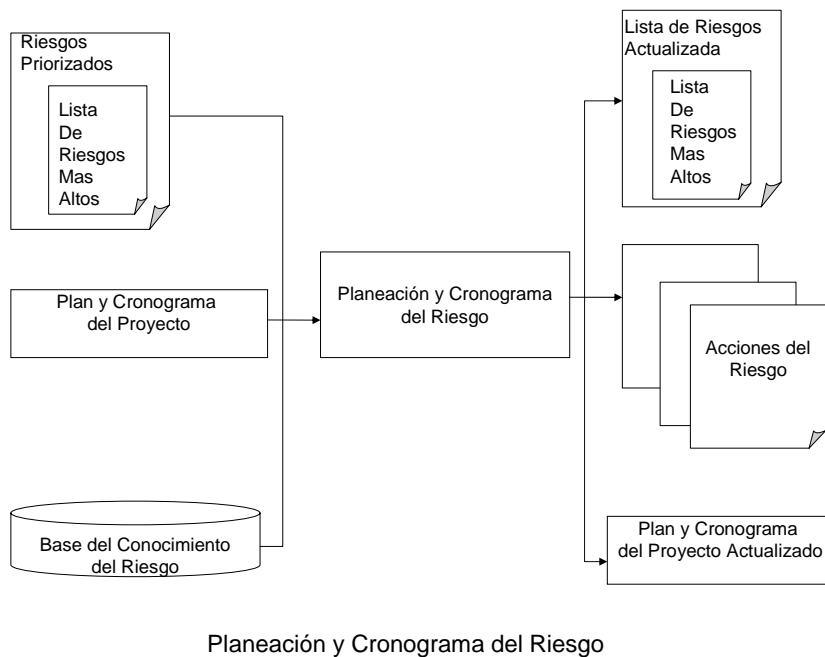 Riesgos
Priorizados
Lista
De
Riesgos
Mas
Altos
Plan y Cronograma
del Proyecto
Base del Conocimiento
del Riesgo
Planeación y Cronograma
del Riesgo
Lista de Riesgos
Actualizada
Lista
De
Riesgos
Mas
Altos
Acciones del
Riesgo
Plan y Cronograma
del Proyecto Actualizado
Planeación y Cronograma del Riesgo